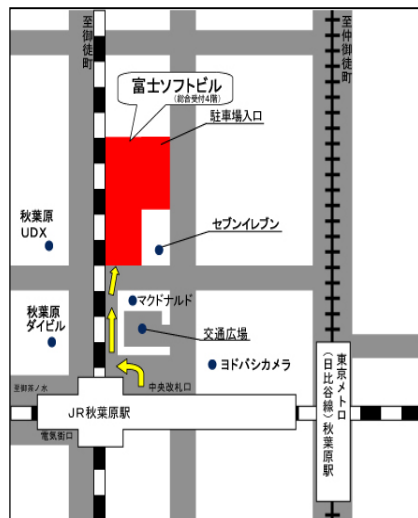 至御徒町
至仲御徒町
富士ソフトビル
(総合受付4階)
駐車場入口
秋葉原
UDX
セブンイレブン
マクドナルド
秋葉原
ダイビル
交通広場
ヨドバシカメラ
至御茶ノ水
中央改札口
JR秋葉原駅
電気街口
東京メトロ
(日比谷線)秋葉原駅